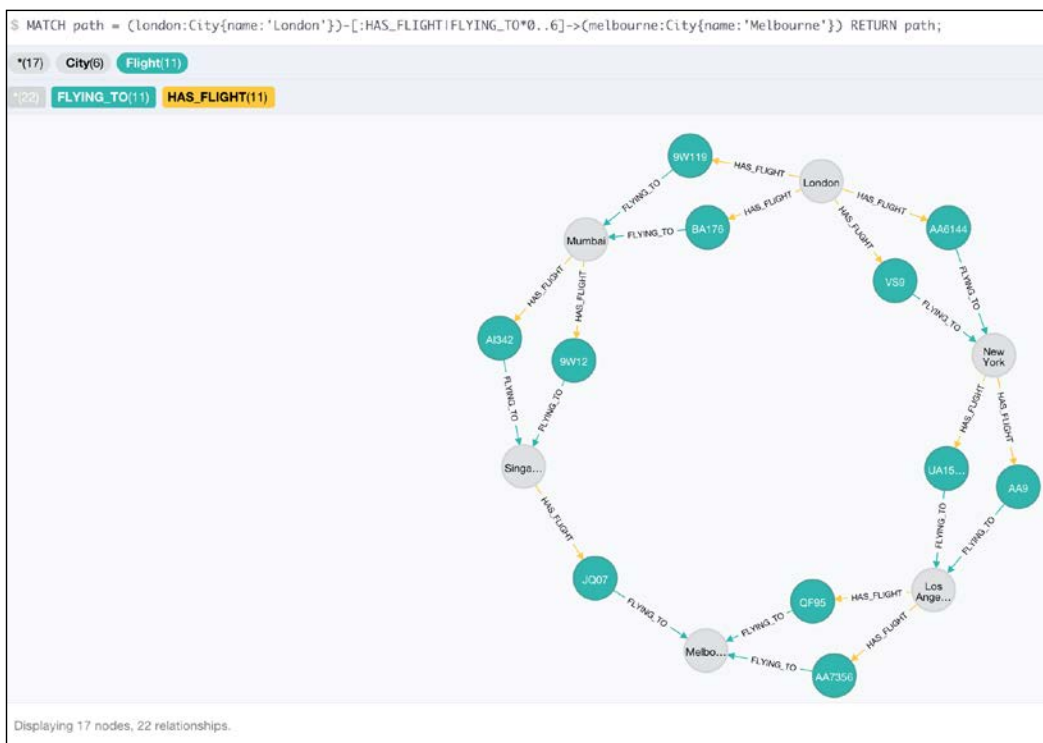 $ MATCH path = (london:City{name:'London'})-[:HAS_FLIGHT|FLYING_TO*0..6]->(melbourne:City{name:'Melbourne'}) RETURN path;
*(17) City(6) Flight(11)
*(22) FLYING_TO(11) HAS_FLIGHT(11)
9W119
HAS_FLIGHT
London
FLYING_TO
HAS_FLIGHT
HAS_FLIGHT
BA176
AA6144
Mumbai
FLYING_TO
HAS_FLIGHT
VS9
FLYING_TO
HAS_FLIGHT
HAS_FLIGHT
FLYING_TO
AI342
9W12
New
York
FLYING_TO
FLYING_TO
HAS_FLIGHT
HAS_FLIGHT
Singa...
UA15...
AA9
HAS_FLIGHT
FLYING_TO
FLYING_TO
JQ07
QF95
HAS_FLIGHT
Los
Ange...
FLYING_TO
FLYING_TO
HAS_FLIGHT
Melbo...
FLYING_TO
AA7356
Displaying 17 nodes, 22 relationships.